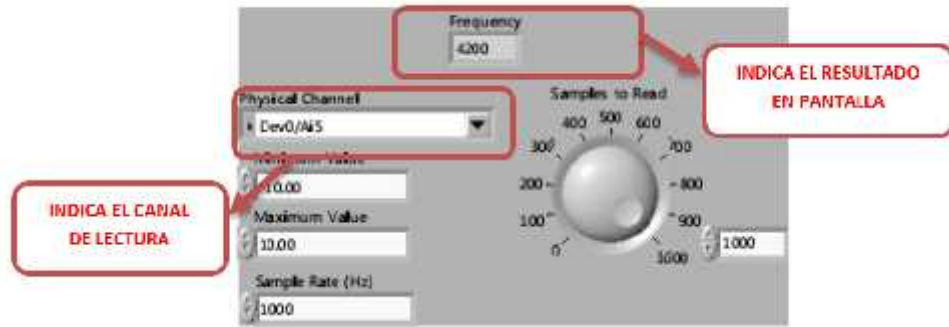 Frequency
4200
INDICA EL RESULTADO
EN PANTALLA
Physical Channel
Dev0/Ai5
Samples to Read
0
100
200
300
400
500
600
700
800
900
1000
1000
Minimum Value
-10.00
INDICA EL CANAL
DE LECTURA
Maximum Value
10.00
Sample Rate (Hz)
1000